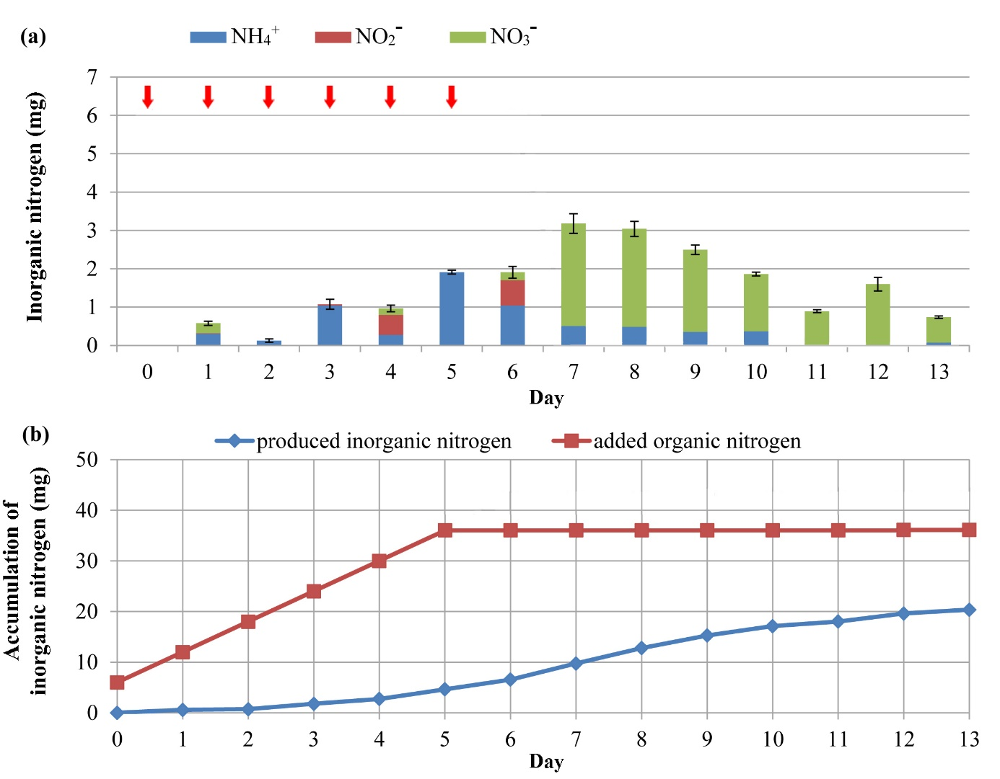 (a)
NH₄⁺ NO₂⁻ NO₃⁻
Inorganic nitrogen (mg)
7
6
5
4
3
2
1
0
0 1 2 3 4 5 6 7 8 9 10 11 12 13
Day
(b)
produced inorganic nitrogen added organic nitrogen
Accumulation of
inorganic nitrogen (mg)
50
40
30
20
10
0
0 1 2 3 4 5 6 7 8 9 10 11 12 13
Day